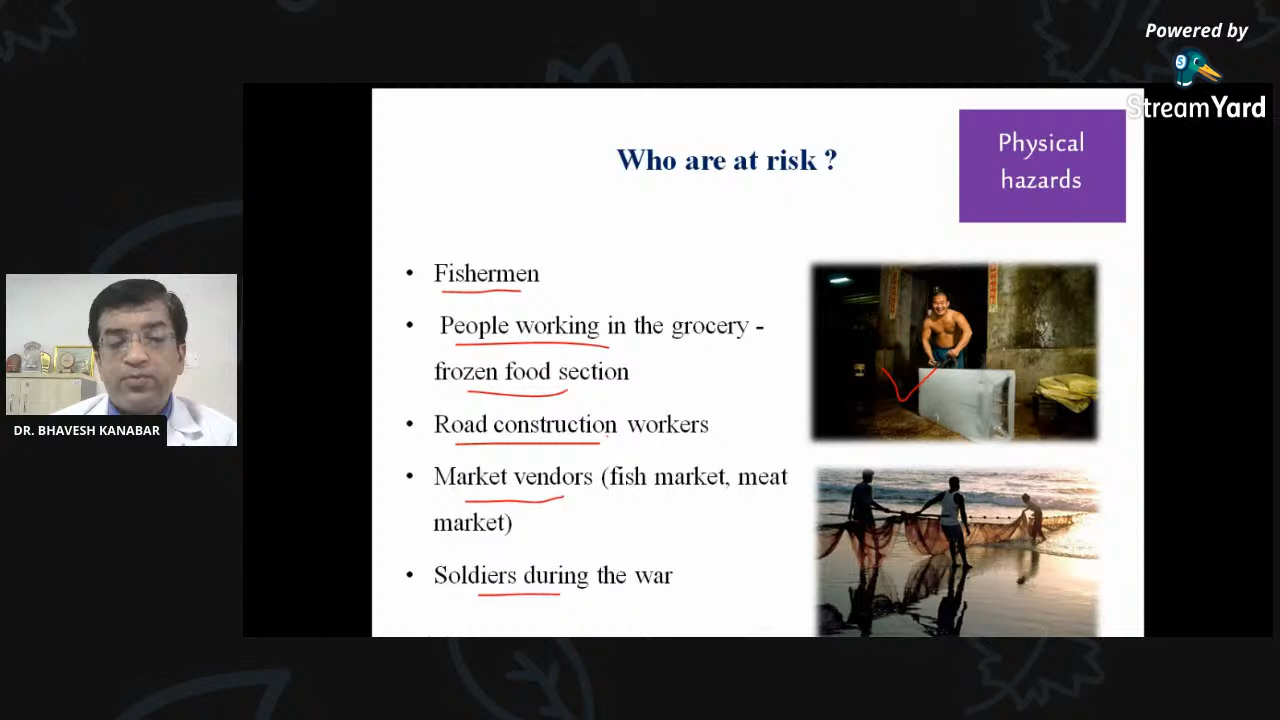 Powered by
StreamYard
Physical
hazards
Who are at risk ?
• Fishermen
• People working in the grocery -
frozen food section
• Road construction workers
• Market vendors (fish market, meat
market)
• Soldiers during the war
DR. BHAVESH KANABAR